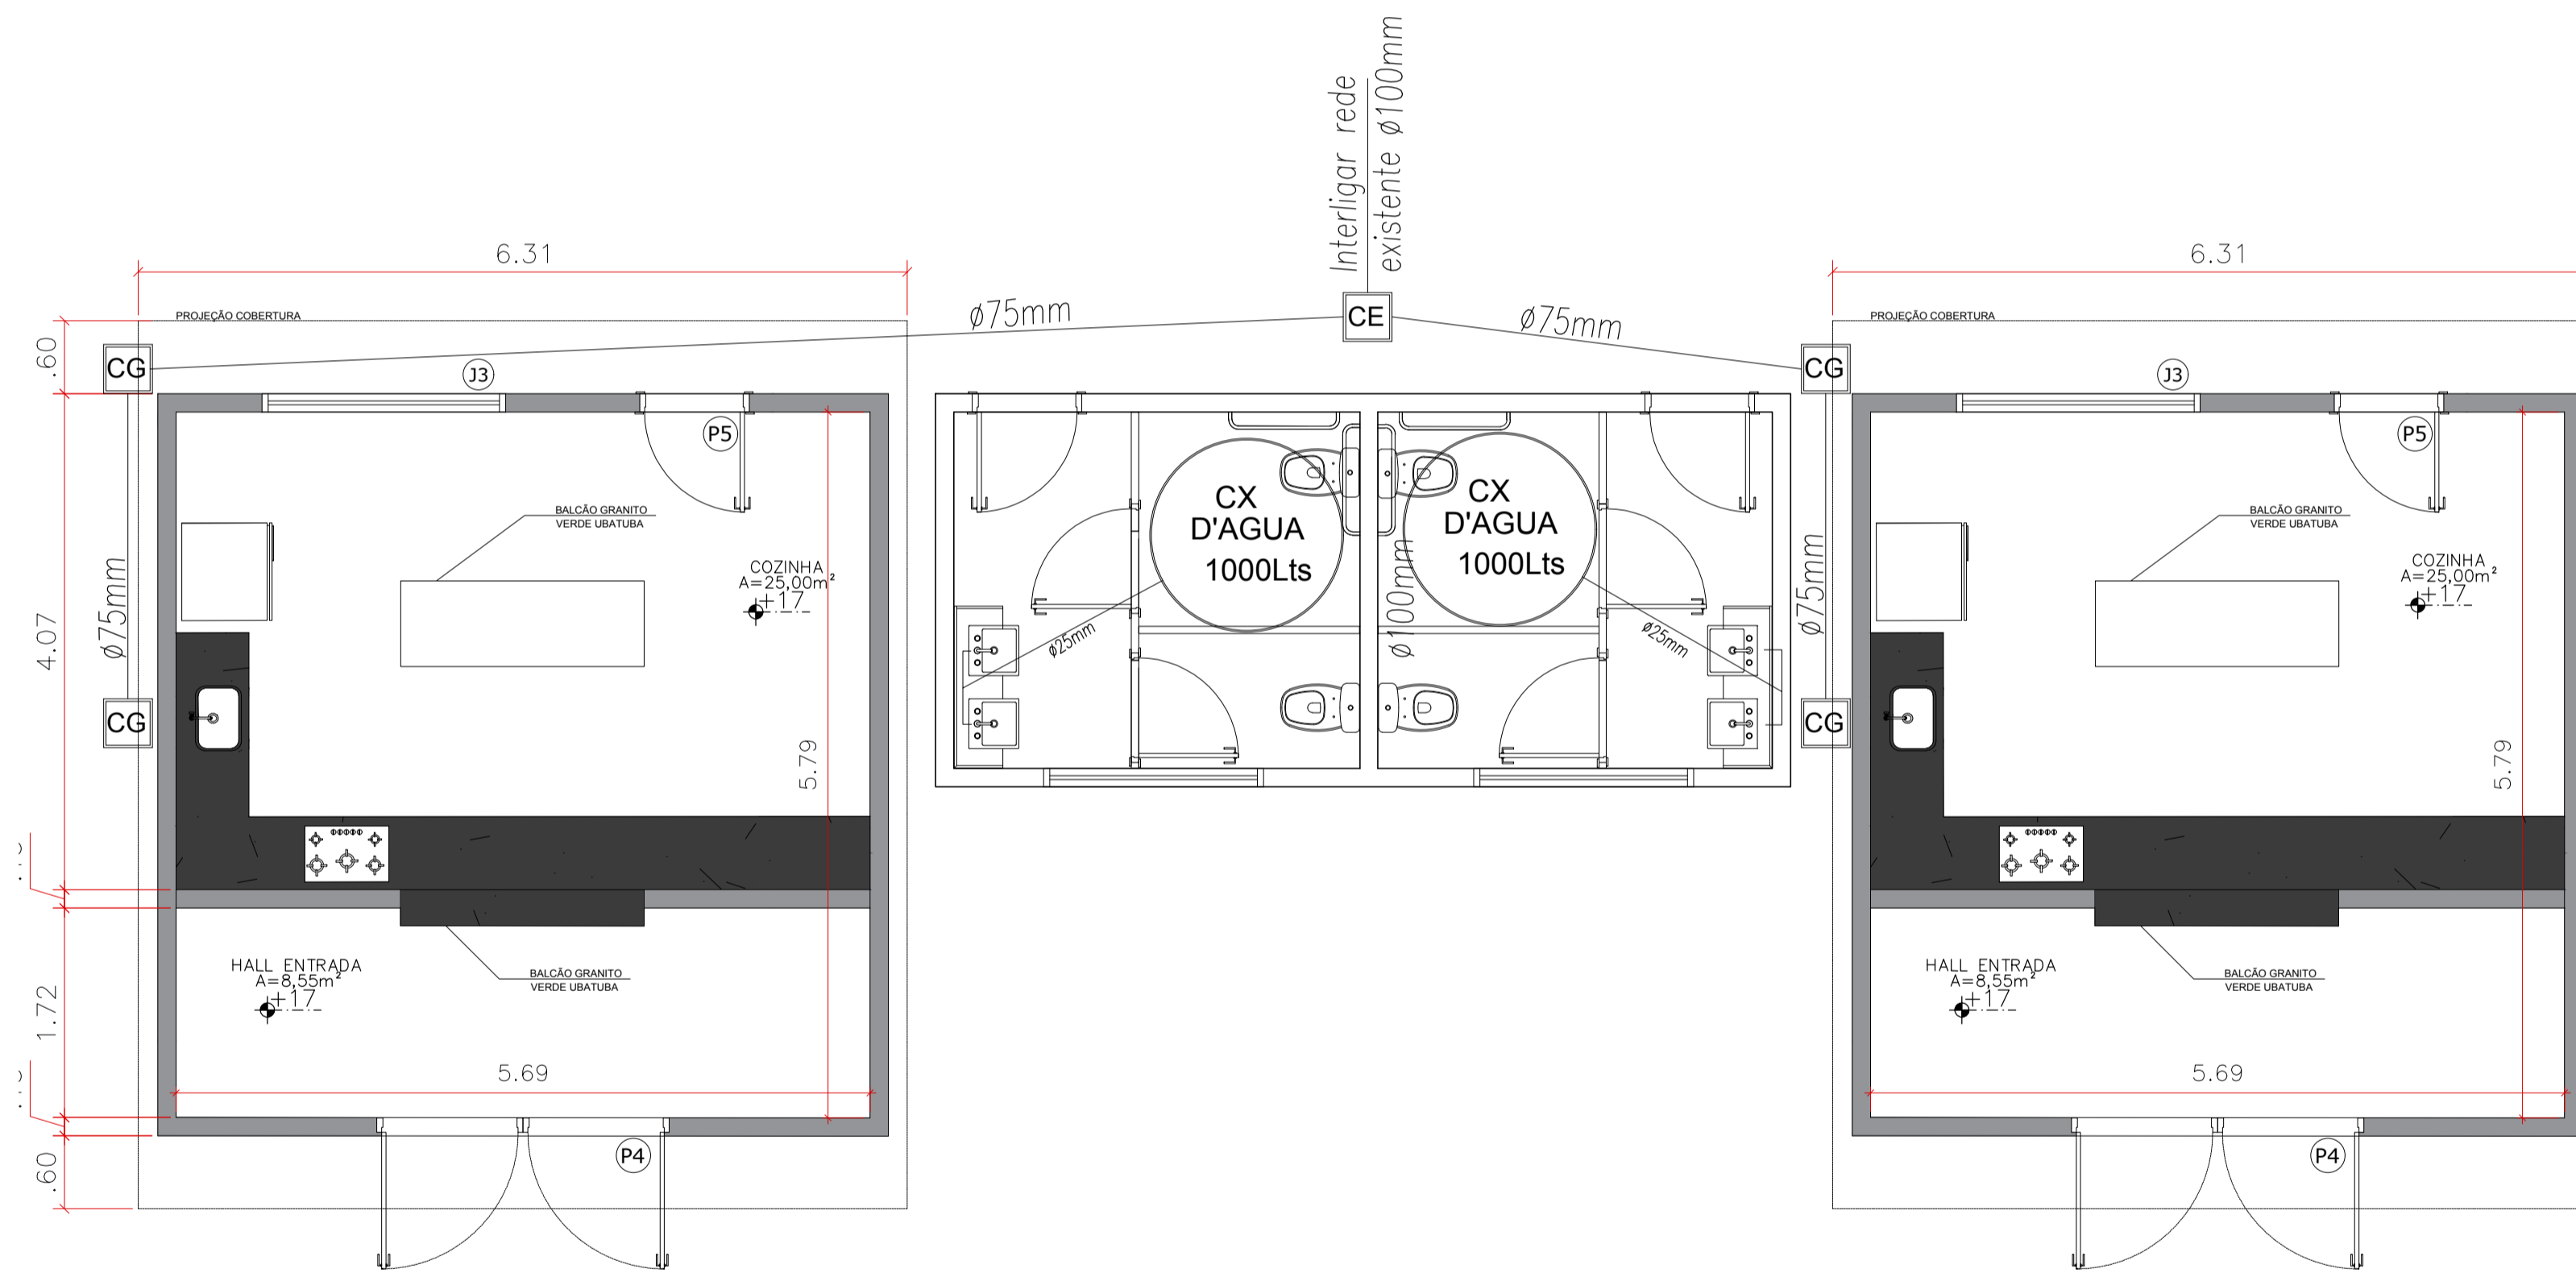 Interligar rede
existente ø100mm
6.31
6.31
PROJEÇÃO COBERTURA
ø75mm
CE
ø75mm
PROJEÇÃO COBERTURA
.60
CG
J3
CG
J3
P5
P5
CX
D'AGUA
1000Lts
CX
D'AGUA
1000Lts
BALCÃO GRANITO
VERDE UBATUBA
BALCÃO GRANITO
VERDE UBATUBA
COZINHA
A=25,00m²
+17
COZINHA
A=25,00m²
+17
4.07
ø75mm
ø25mm
ø100mm
ø25mm
ø75mm
CG
CG
5.79
5.79
HALL ENTRADA
A=8,55m²
+17
BALCÃO GRANITO
VERDE UBATUBA
HALL ENTRADA
A=8,55m²
+17
BALCÃO GRANITO
VERDE UBATUBA
1.72
5.69
5.69
.60
P4
P4